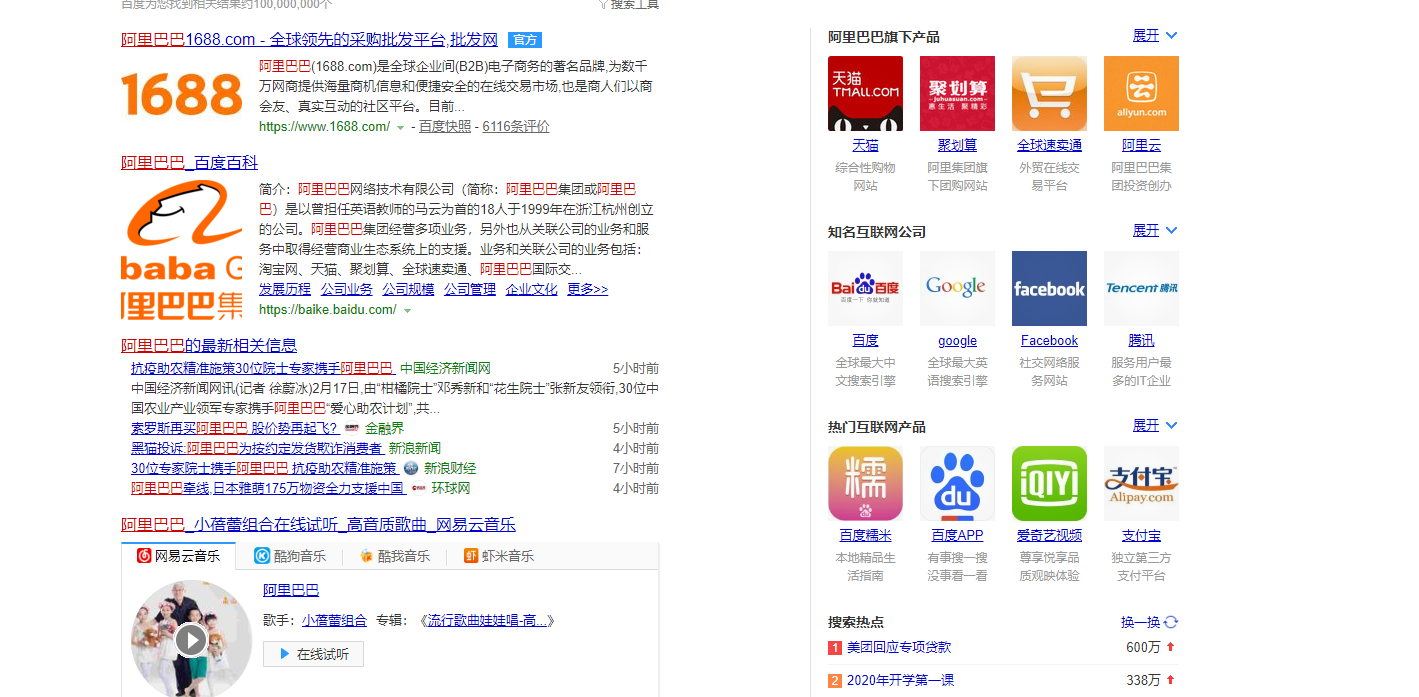 百度为您找到相关结果约100,000,000个
搜索工具
阿里巴巴1688.com - 全球领先的采购批发平台,批发网 官方
1688
阿里巴巴(1688.com)是全球企业间(B2B)电子商务的著名品牌,为数千
万网商提供海量商机信息和便捷安全的在线交易市场,也是商人们以商
会友、真实互动的社区平台。目前...
https://www.1688.com/ - 百度快照 - 6116条评价
阿里巴巴_百度百科
baba G
里巴巴集
简介：阿里巴巴网络技术有限公司（简称：阿里巴巴集团或阿里巴
巴）是以曾担任英语教师的马云为首的18人于1999年在浙江杭州创立
的公司。阿里巴巴集团经营多项业务，另外也从关联公司的业务和服
务中取得经营商业生态系统上的支援。业务和关联公司的业务包括：
淘宝网、天猫、聚划算、全球速卖通、阿里巴巴国际交...
发展历程 公司业务 公司规模 公司管理 企业文化 更多>>
https://baike.baidu.com/
阿里巴巴的最新相关信息
抗疫助农精准施策30位院士专家携手阿里巴巴 中国经济新闻网 5小时前
中国经济新闻网讯(记者 徐蔚冰)2月17日,由“柑橘院士”邓秀新和“花生院士”张新友领衔,30位中
国农业产业领军专家携手阿里巴巴“爱心助农计划”,共...
索罗斯再买阿里巴巴 股价势再起飞? 金融界 5小时前
黑猫投诉:阿里巴巴为按约定发货欺诈消费者 新浪新闻 4小时前
30位专家院士携手阿里巴巴 抗疫助农精准施策 新浪财经 7小时前
阿里巴巴牵线,日本雅萌175万物资全力支援中国 环球网 4小时前
阿里巴巴_小蓓蕾组合在线试听_高音质歌曲_网易云音乐
网易云音乐 酷狗音乐 酷我音乐 虾米音乐
阿里巴巴
歌手：小蓓蕾组合 专辑：《流行歌曲娃娃唱-高...》
在线试听
阿里巴巴旗下产品 展开
天猫
TMALL.COM
聚划算
juhuasuan.com
惠生活 聚精彩
aliyun.com
天猫 聚划算 全球速卖通 阿里云
综合性购物 阿里集团旗 外贸在线交 阿里巴巴集
网站 下团购网站 易平台 团投资创办
知名互联网公司 展开
Bai du 百度
百度一下 你就知道
Google
facebook
Tencent 腾讯
百度 google Facebook 腾讯
全球最大中 全球最大英 社交网络服 服务用户最
文搜索引擎 语搜索引擎 务网站 多的IT企业
热门互联网产品 展开
糯
du
iQIYI
支付宝
Alipay.com
百度糯米 百度APP 爱奇艺视频 支付宝
本地精品生 有事搜一搜 尊享悦享品 独立第三方
活指南 没事看一看 质观映体验 支付平台
搜索热点 换一换
1 美团回应专项贷款 600万
2 2020年开学第一课 338万